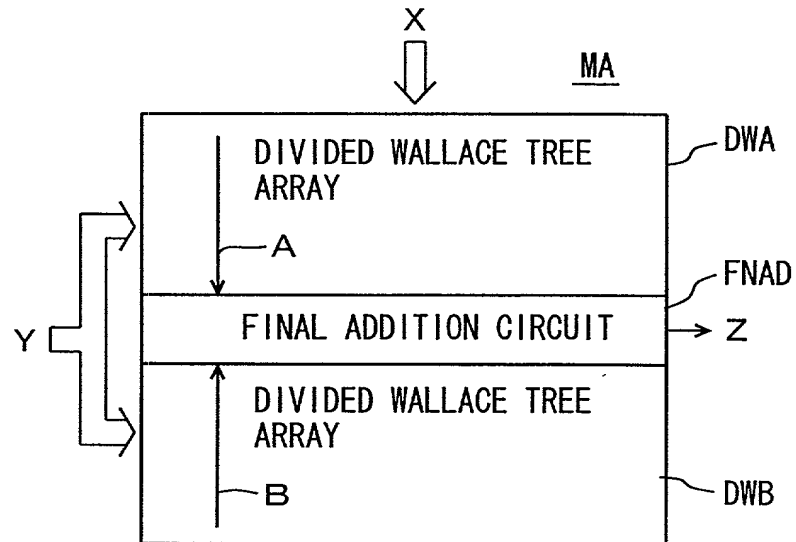 X
MA
DIVIDED WALLACE TREE
ARRAY
DWA
A
FNAD
FINAL ADDITION CIRCUIT
Z
Y
DIVIDED WALLACE TREE
ARRAY
B
DWB